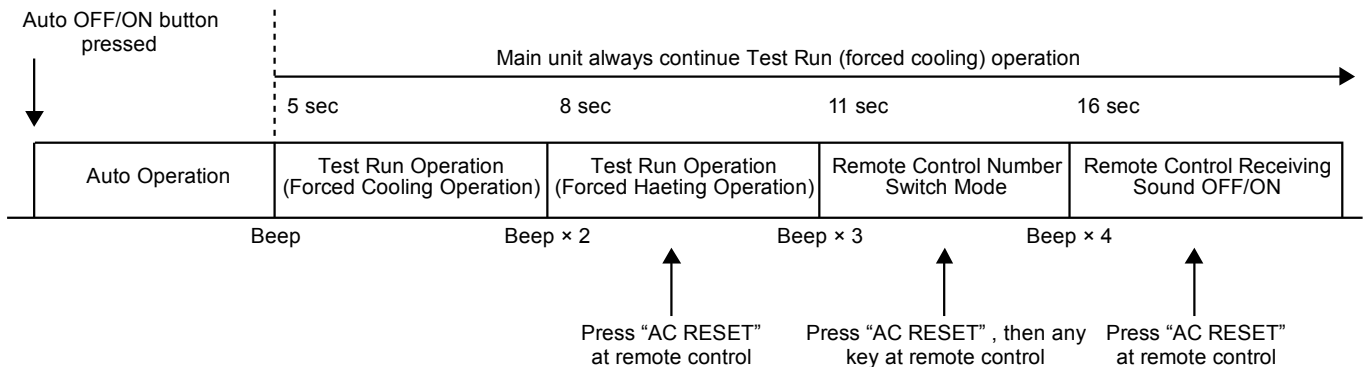 Auto OFF/ON button
pressed
Main unit always continue Test Run (forced cooling) operation
5 sec
8 sec
11 sec
16 sec
Auto Operation
Test Run Operation
(Forced Cooling Operation)
Test Run Operation
(Forced Haeting Operation)
Remote Control Number
Switch Mode
Remote Control Receiving
Sound OFF/ON
Beep
Beep × 2
Beep × 3
Beep × 4
Press “AC RESET”
at remote control
Press “AC RESET” , then any
key at remote control
Press “AC RESET”
at remote control